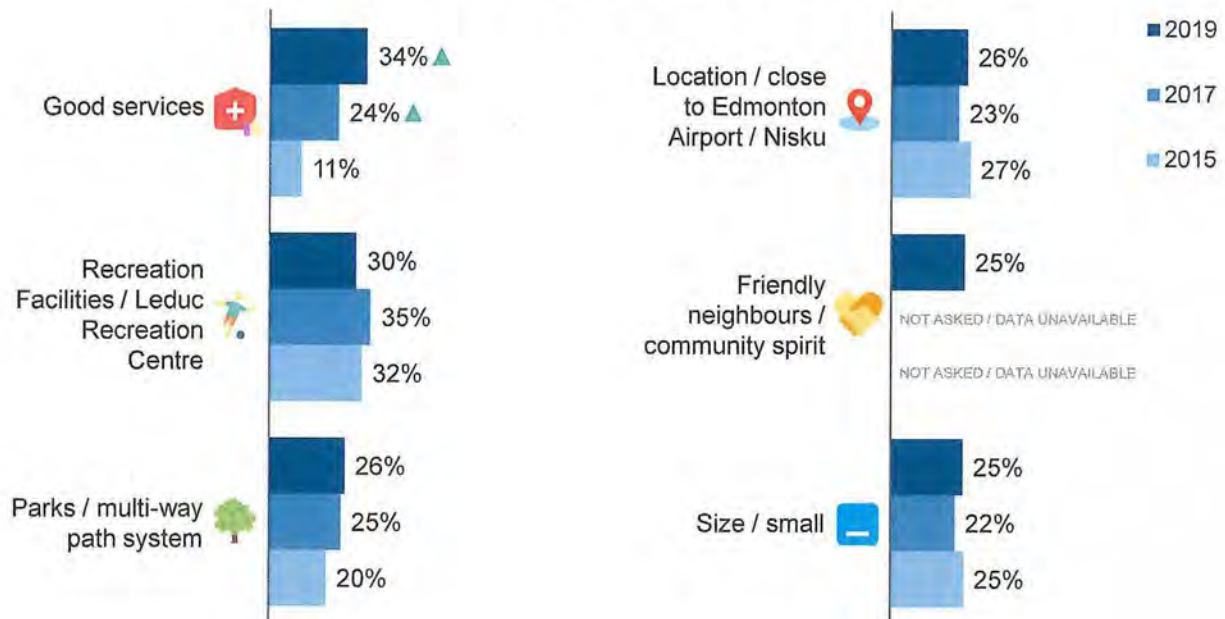 34%
Good services
24%
11%
Recreation
Facilities / Leduc
Recreation
Centre
30%
35%
32%
Parks / multi-way
path system
26%
25%
20%
Location / close
to Edmonton
Airport / Nisku
26%
23%
27%
Friendly
neighbours /
community spirit
25%
NOT ASKED / DATA UNAVAILABLE
NOT ASKED / DATA UNAVAILABLE
Size / small
25%
22%
25%
2019
2017
2015